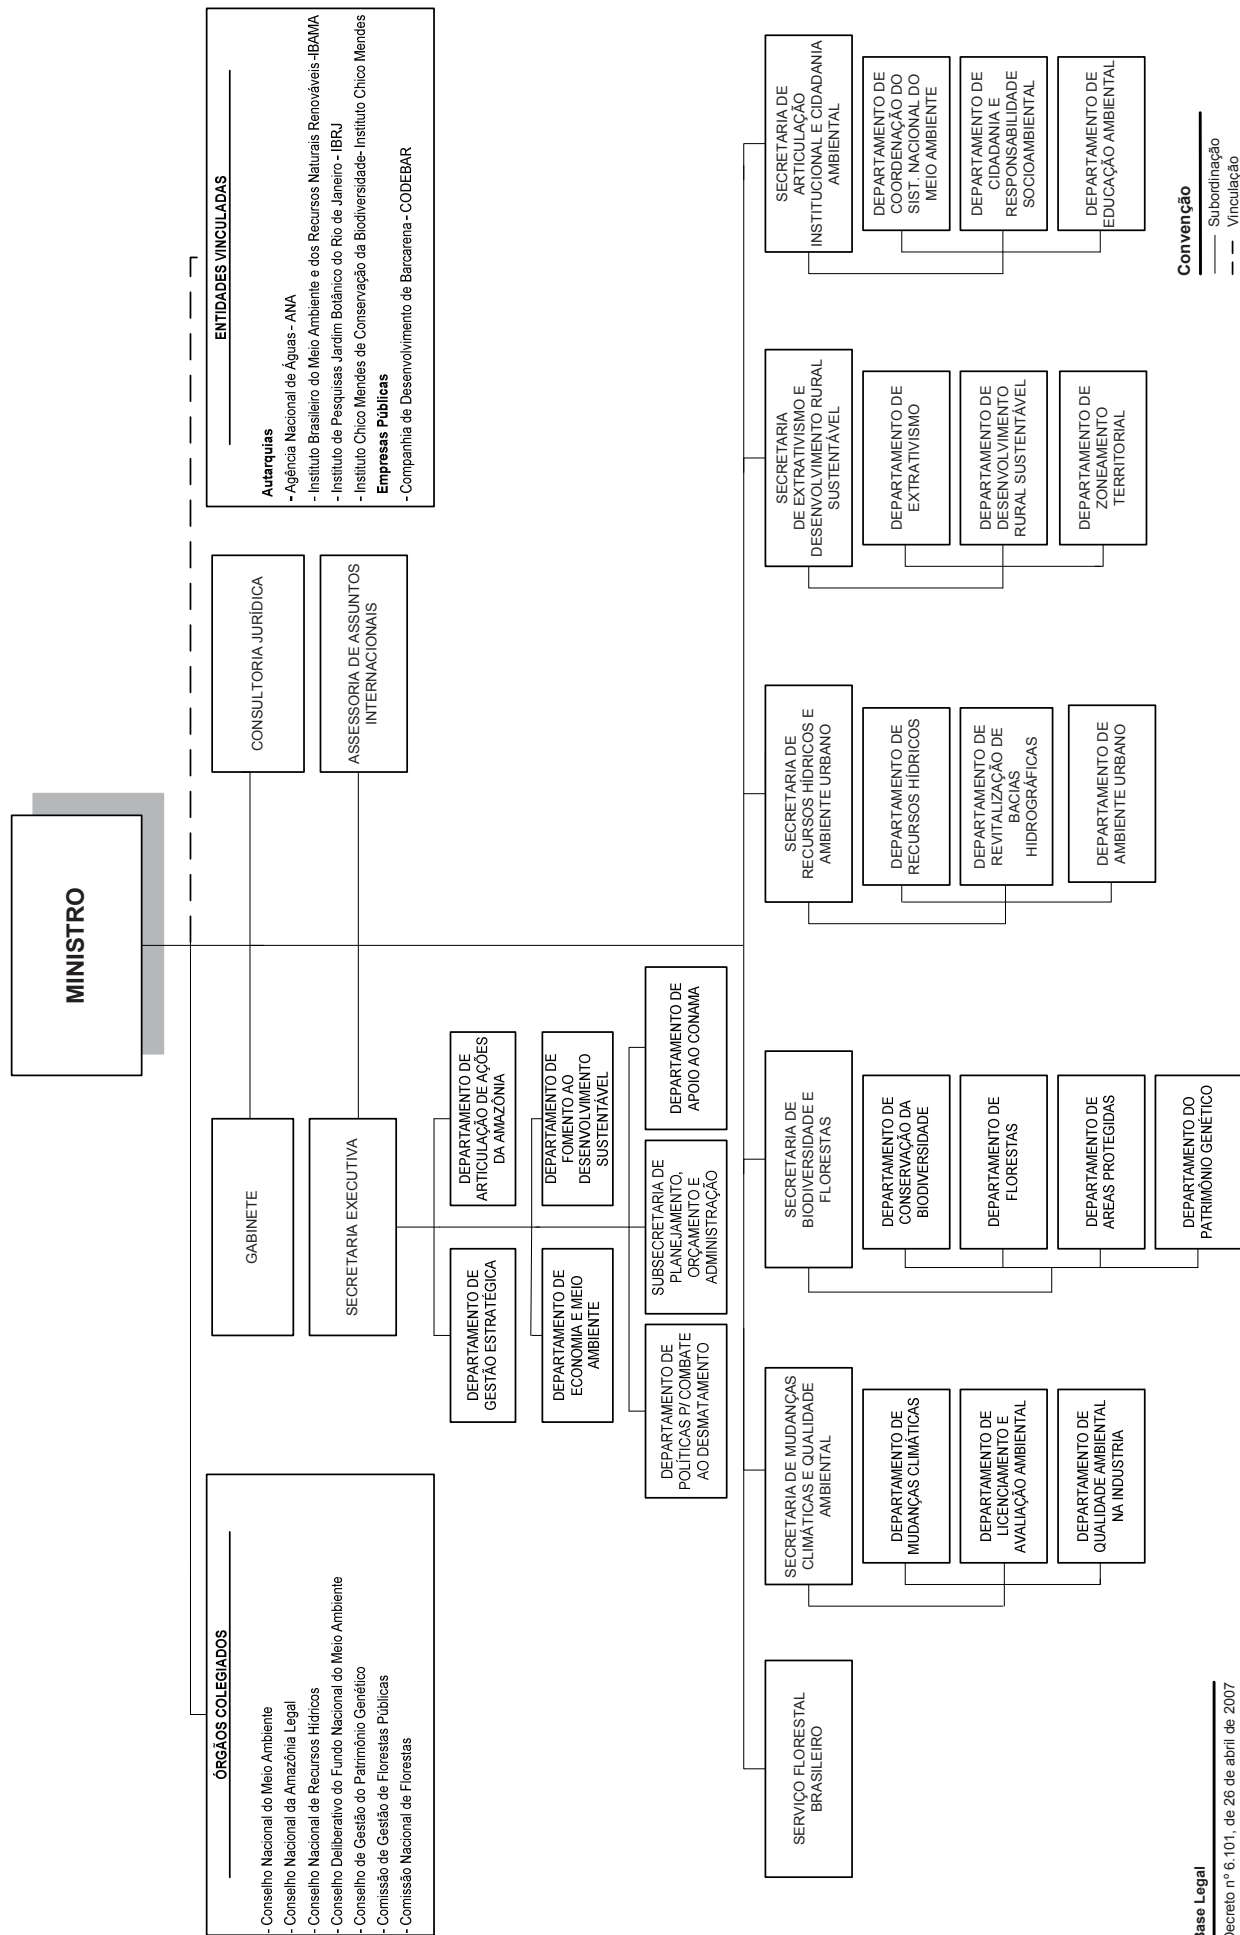 MINISTRO
ÓRGÃOS COLEGIADOS
- Conselho Nacional do Meio Ambiente
- Conselho Nacional da Amazônia Legal
- Conselho Nacional de Recursos Hídricos
- Conselho Deliberativo do Fundo Nacional do Meio Ambiente
- Conselho de Gestão do Patrimônio Genético
- Comissão de Gestão de Florestas Públicas
- Comissão Nacional de Florestas
GABINETE
CONSULTORIA JURÍDICA
SECRETARIA EXECUTIVA
ASSESSORIA DE ASSUNTOS
INTERNACIONAIS
ENTIDADES VINCULADAS
Autarquias
- Agência Nacional de Águas - ANA
- Instituto Brasileiro do Meio Ambiente e dos Recursos Naturais Renováveis -IBAMA
- Instituto de Pesquisas Jardim Botânico do Rio de Janeiro - IBRJ
- Instituto Chico Mendes de Conservação da Biodiversidade- Instituto Chico Mendes
Empresas Públicas
- Companhia de Desenvolvimento de Barcarena - CODEBAR
DEPARTAMENTO DE
GESTÃO ESTRATÉGICA
DEPARTAMENTO DE
ARTICULAÇÃO DE AÇÕES
DA AMAZÔNIA
DEPARTAMENTO DE
ECONOMIA E MEIO
AMBIENTE
DEPARTAMENTO DE
FOMENTO AO
DESENVOLVIMENTO
SUSTENTÁVEL
DEPARTAMENTO DE
POLÍTICAS P/ COMBATE
AO DESMATAMENTO
SUBSECRETARIA DE
PLANEJAMENTO,
ORÇAMENTO E
ADMINISTRAÇÃO
DEPARTAMENTO DE
APOIO AO CONAMA
SERVIÇO FLORESTAL
BRASILEIRO
SECRETARIA DE MUDANÇAS
CLIMÁTICAS E QUALIDADE
AMBIENTAL
DEPARTAMENTO DE
MUDANÇAS CLIMÁTICAS
DEPARTAMENTO DE
LICENCIAMENTO E
AVALIAÇÃO AMBIENTAL
DEPARTAMENTO DE
QUALIDADE AMBIENTAL
NA INDUSTRIA
SECRETARIA DE
BIODIVERSIDADE E
FLORESTAS
DEPARTAMENTO DE
CONSERVAÇÃO DA
BIODIVERSIDADE
DEPARTAMENTO DE
FLORESTAS
DEPARTAMENTO DE
AREAS PROTEGIDAS
DEPARTAMENTO DO
PATRIMÔNIO GENÉTICO
SECRETARIA DE
RECURSOS HÍDRICOS E
AMBIENTE URBANO
DEPARTAMENTO DE
RECURSOS HÍDRICOS
DEPARTAMENTO DE
REVITALIZAÇÃO DE
BACIAS
HIDROGRÁFICAS
DEPARTAMENTO DE
AMBIENTE URBANO
SECRETARIA
DE EXTRATIVISMO E
DESENVOLVIMENTO RURAL
SUSTENTÁVEL
DEPARTAMENTO DE
EXTRATIVISMO
DEPARTAMENTO DE
DESENVOLVIMENTO
RURAL SUSTENTÁVEL
DEPARTAMENTO DE
ZONEAMENTO
TERRITORIAL
SECRETARIA DE
ARTICULAÇÃO
INSTITUCIONAL E CIDADANIA
AMBIENTAL
DEPARTAMENTO DE
COORDENAÇÃO DO
SIST. NACIONAL DO
MEIO AMBIENTE
DEPARTAMENTO DE
CIDADANIA E
RESPONSABILIDADE
SOCIOAMBIENTAL
DEPARTAMENTO DE
EDUCAÇÃO AMBIENTAL
Base Legal
Decreto nº 6.101, de 26 de abril de 2007
Convenção
Subordinação
Vinculação